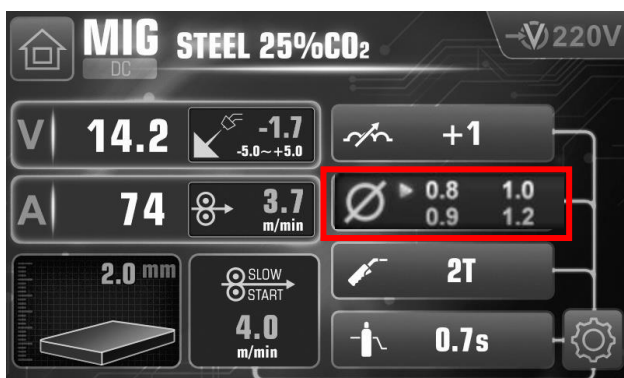 MIG STEEL 25%CO₂
DC
220V
V 14.2
-1.7
-5.0~+5.0
+1
A 74
3.7
m/min
0.8 1.0
0.9 1.2
2.0 mm
SLOW
START
4.0
m/min
2T
0.7s